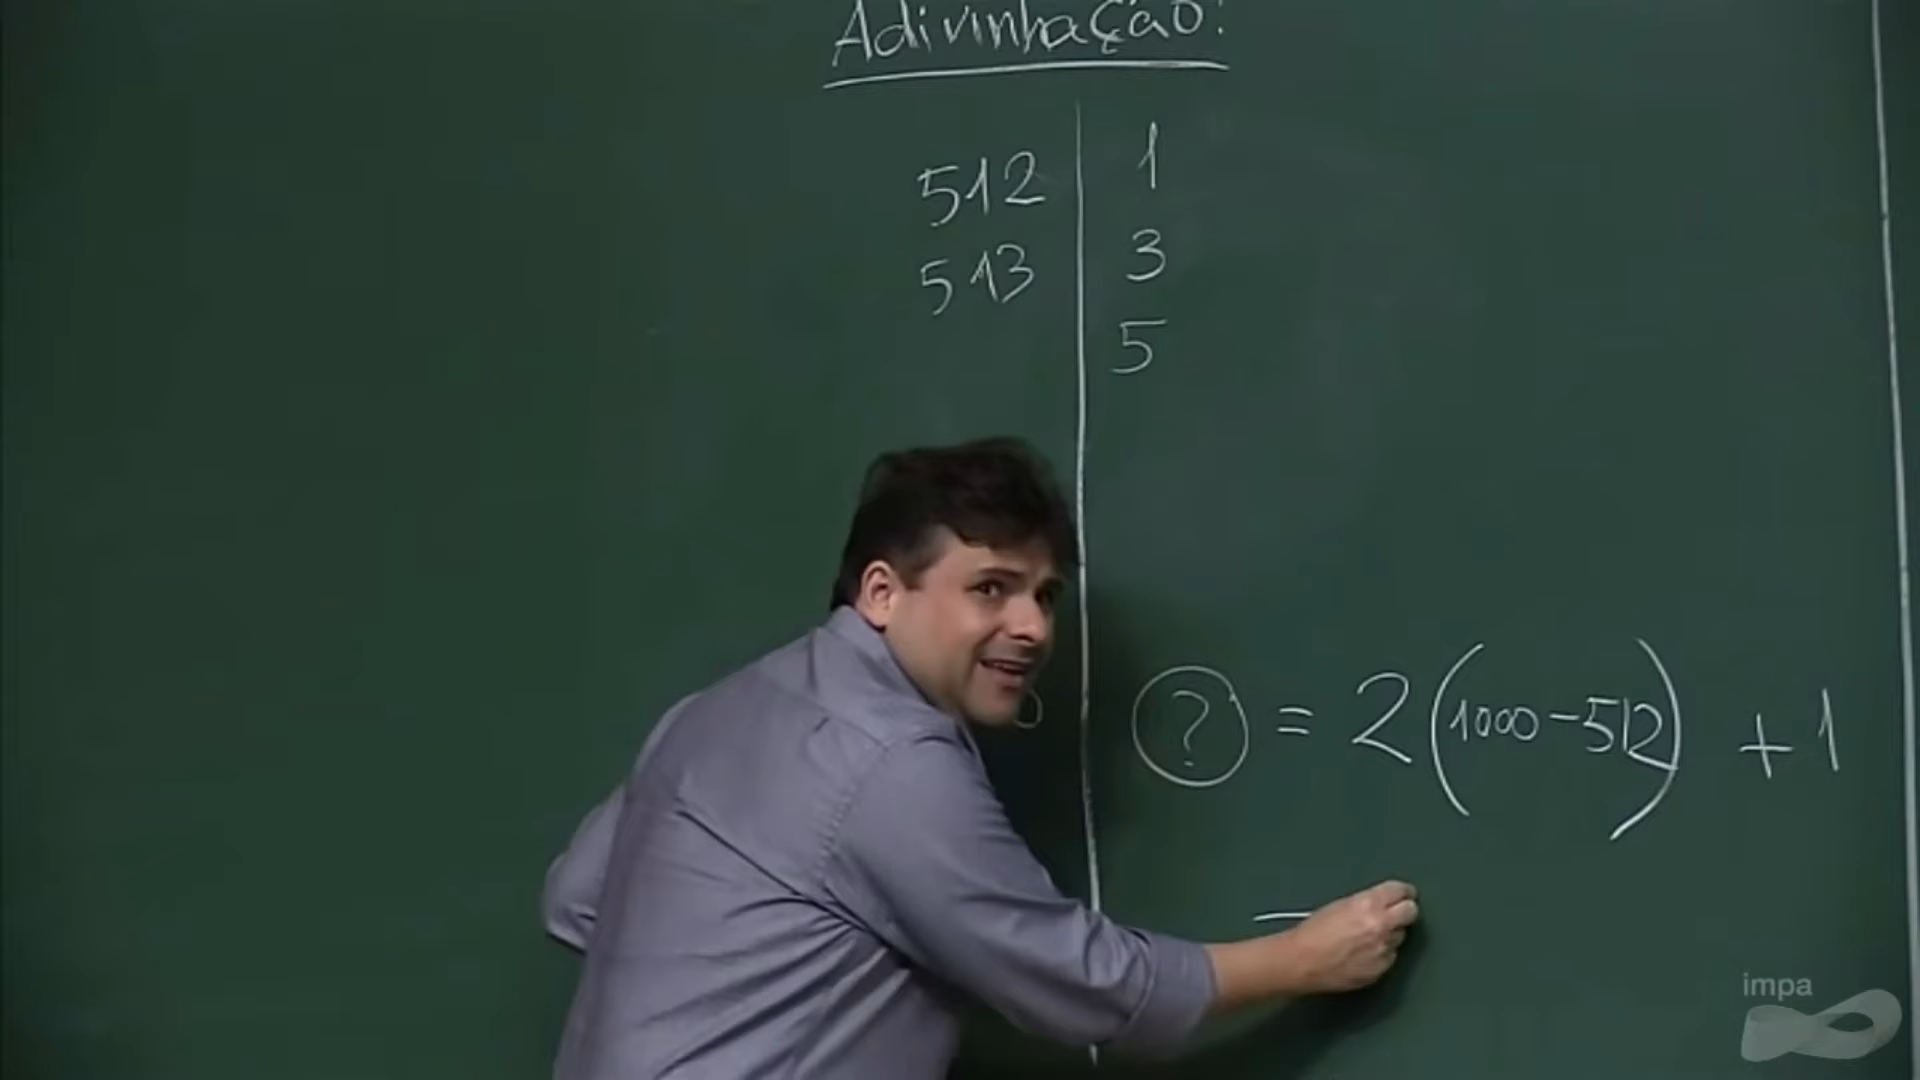 Adivinhação:
512 | 1
513 | 3
5
? = 2(1000-512) + 1
impa